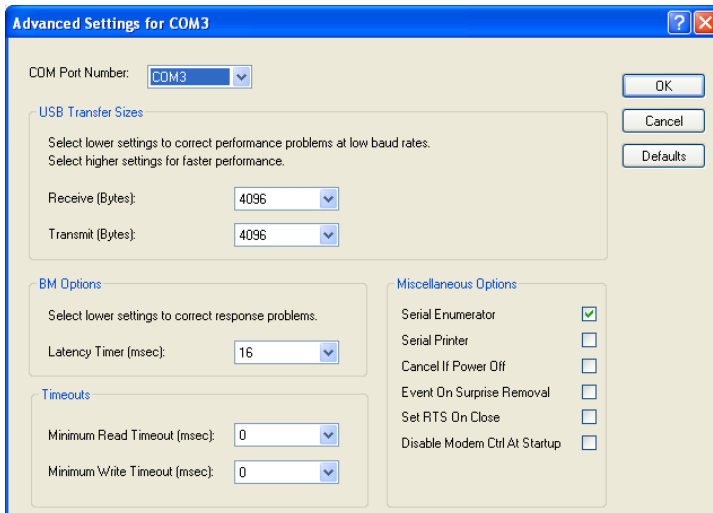 Advanced Settings for COM3
COM Port Number: COM3
OK
USB Transfer Sizes
Cancel
Select lower settings to correct performance problems at low baud rates.
Select higher settings for faster performance.
Defaults
Receive (Bytes): 4096
Transmit (Bytes): 4096
BM Options
Select lower settings to correct response problems.
Latency Timer (msec): 16
Timeouts
Minimum Read Timeout (msec): 0
Minimum Write Timeout (msec): 0
Miscellaneous Options
Serial Enumerator
Serial Printer
Cancel If Power Off
Event On Surprise Removal
Set RTS On Close
Disable Modem Ctrl At Startup